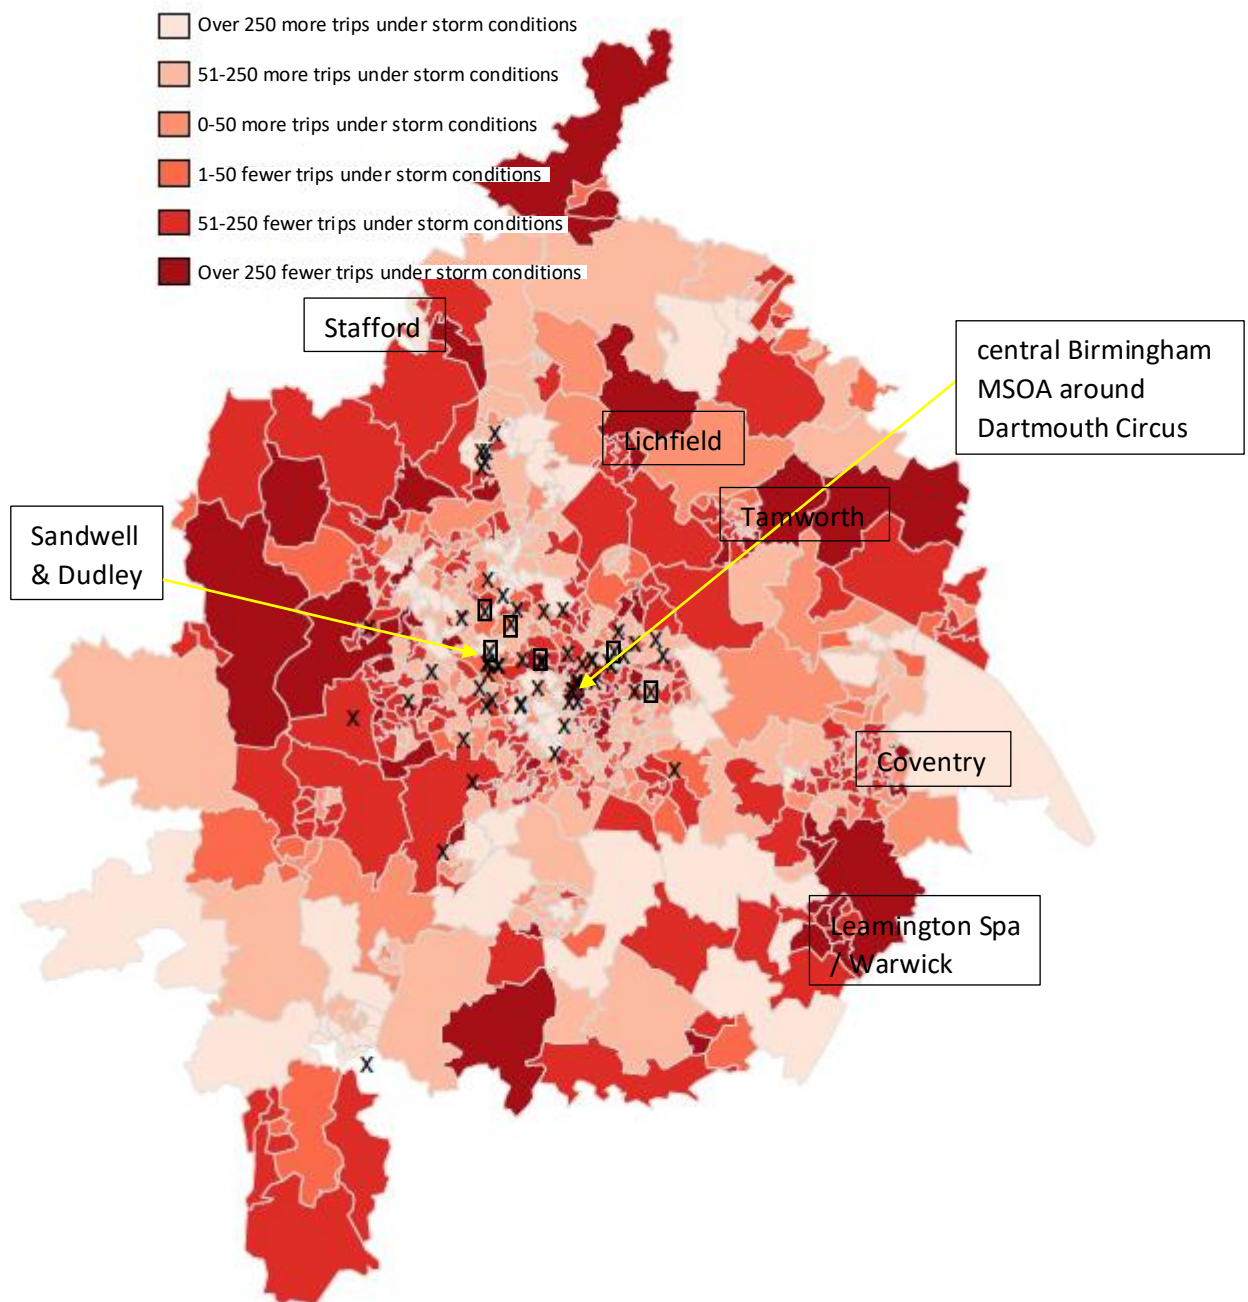 Over 250 more trips under storm conditions
51-250 more trips under storm conditions
0-50 more trips under storm conditions
1-50 fewer trips under storm conditions
51-250 fewer trips under storm conditions
Over 250 fewer trips under storm conditions
Stafford
central Birmingham
MSOA around
Dartmouth Circus
Lichfield
Tamworth
Sandwell
& Dudley
Coventry
Leamington Spa
/ Warwick